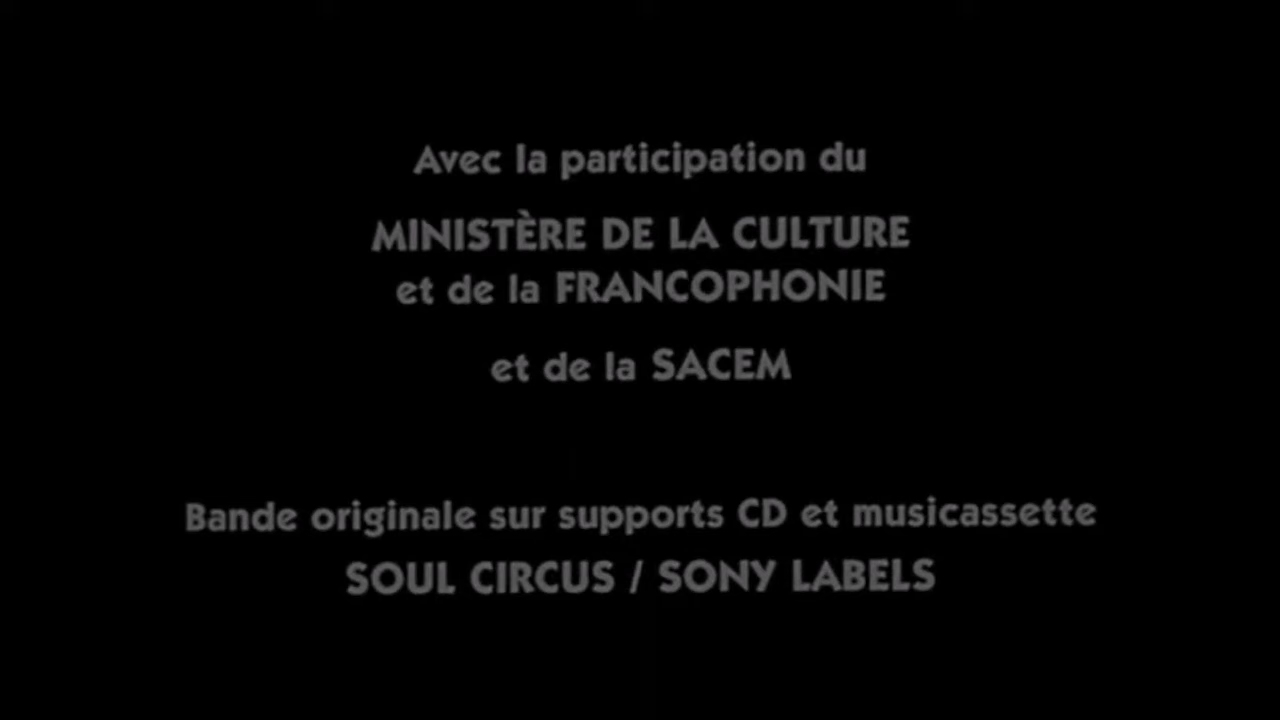 Avec la participation du
MINISTÈRE DE LA CULTURE
et de la FRANCOPHONIE
et de la SACEM
Bande originale sur supports CD et musicassette
SOUL CIRCUS / SONY LABELS